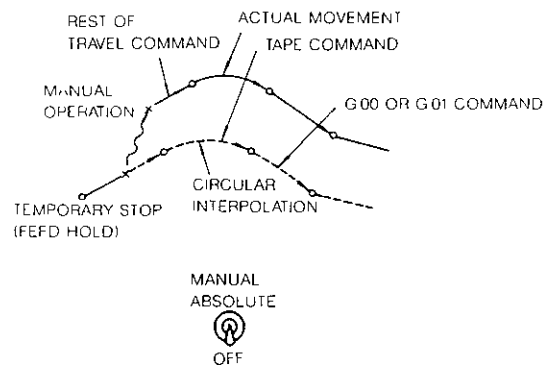 REST OF
TRAVEL COMMAND
ACTUAL MOVEMENT
TAPE COMMAND
MANUAL
OPERATION
G00 OR G01 COMMAND
CIRCULAR
INTERPOLATION
TEMPORARY STOP
(FEED HOLD)
MANUAL
ABSOLUTE
OFF